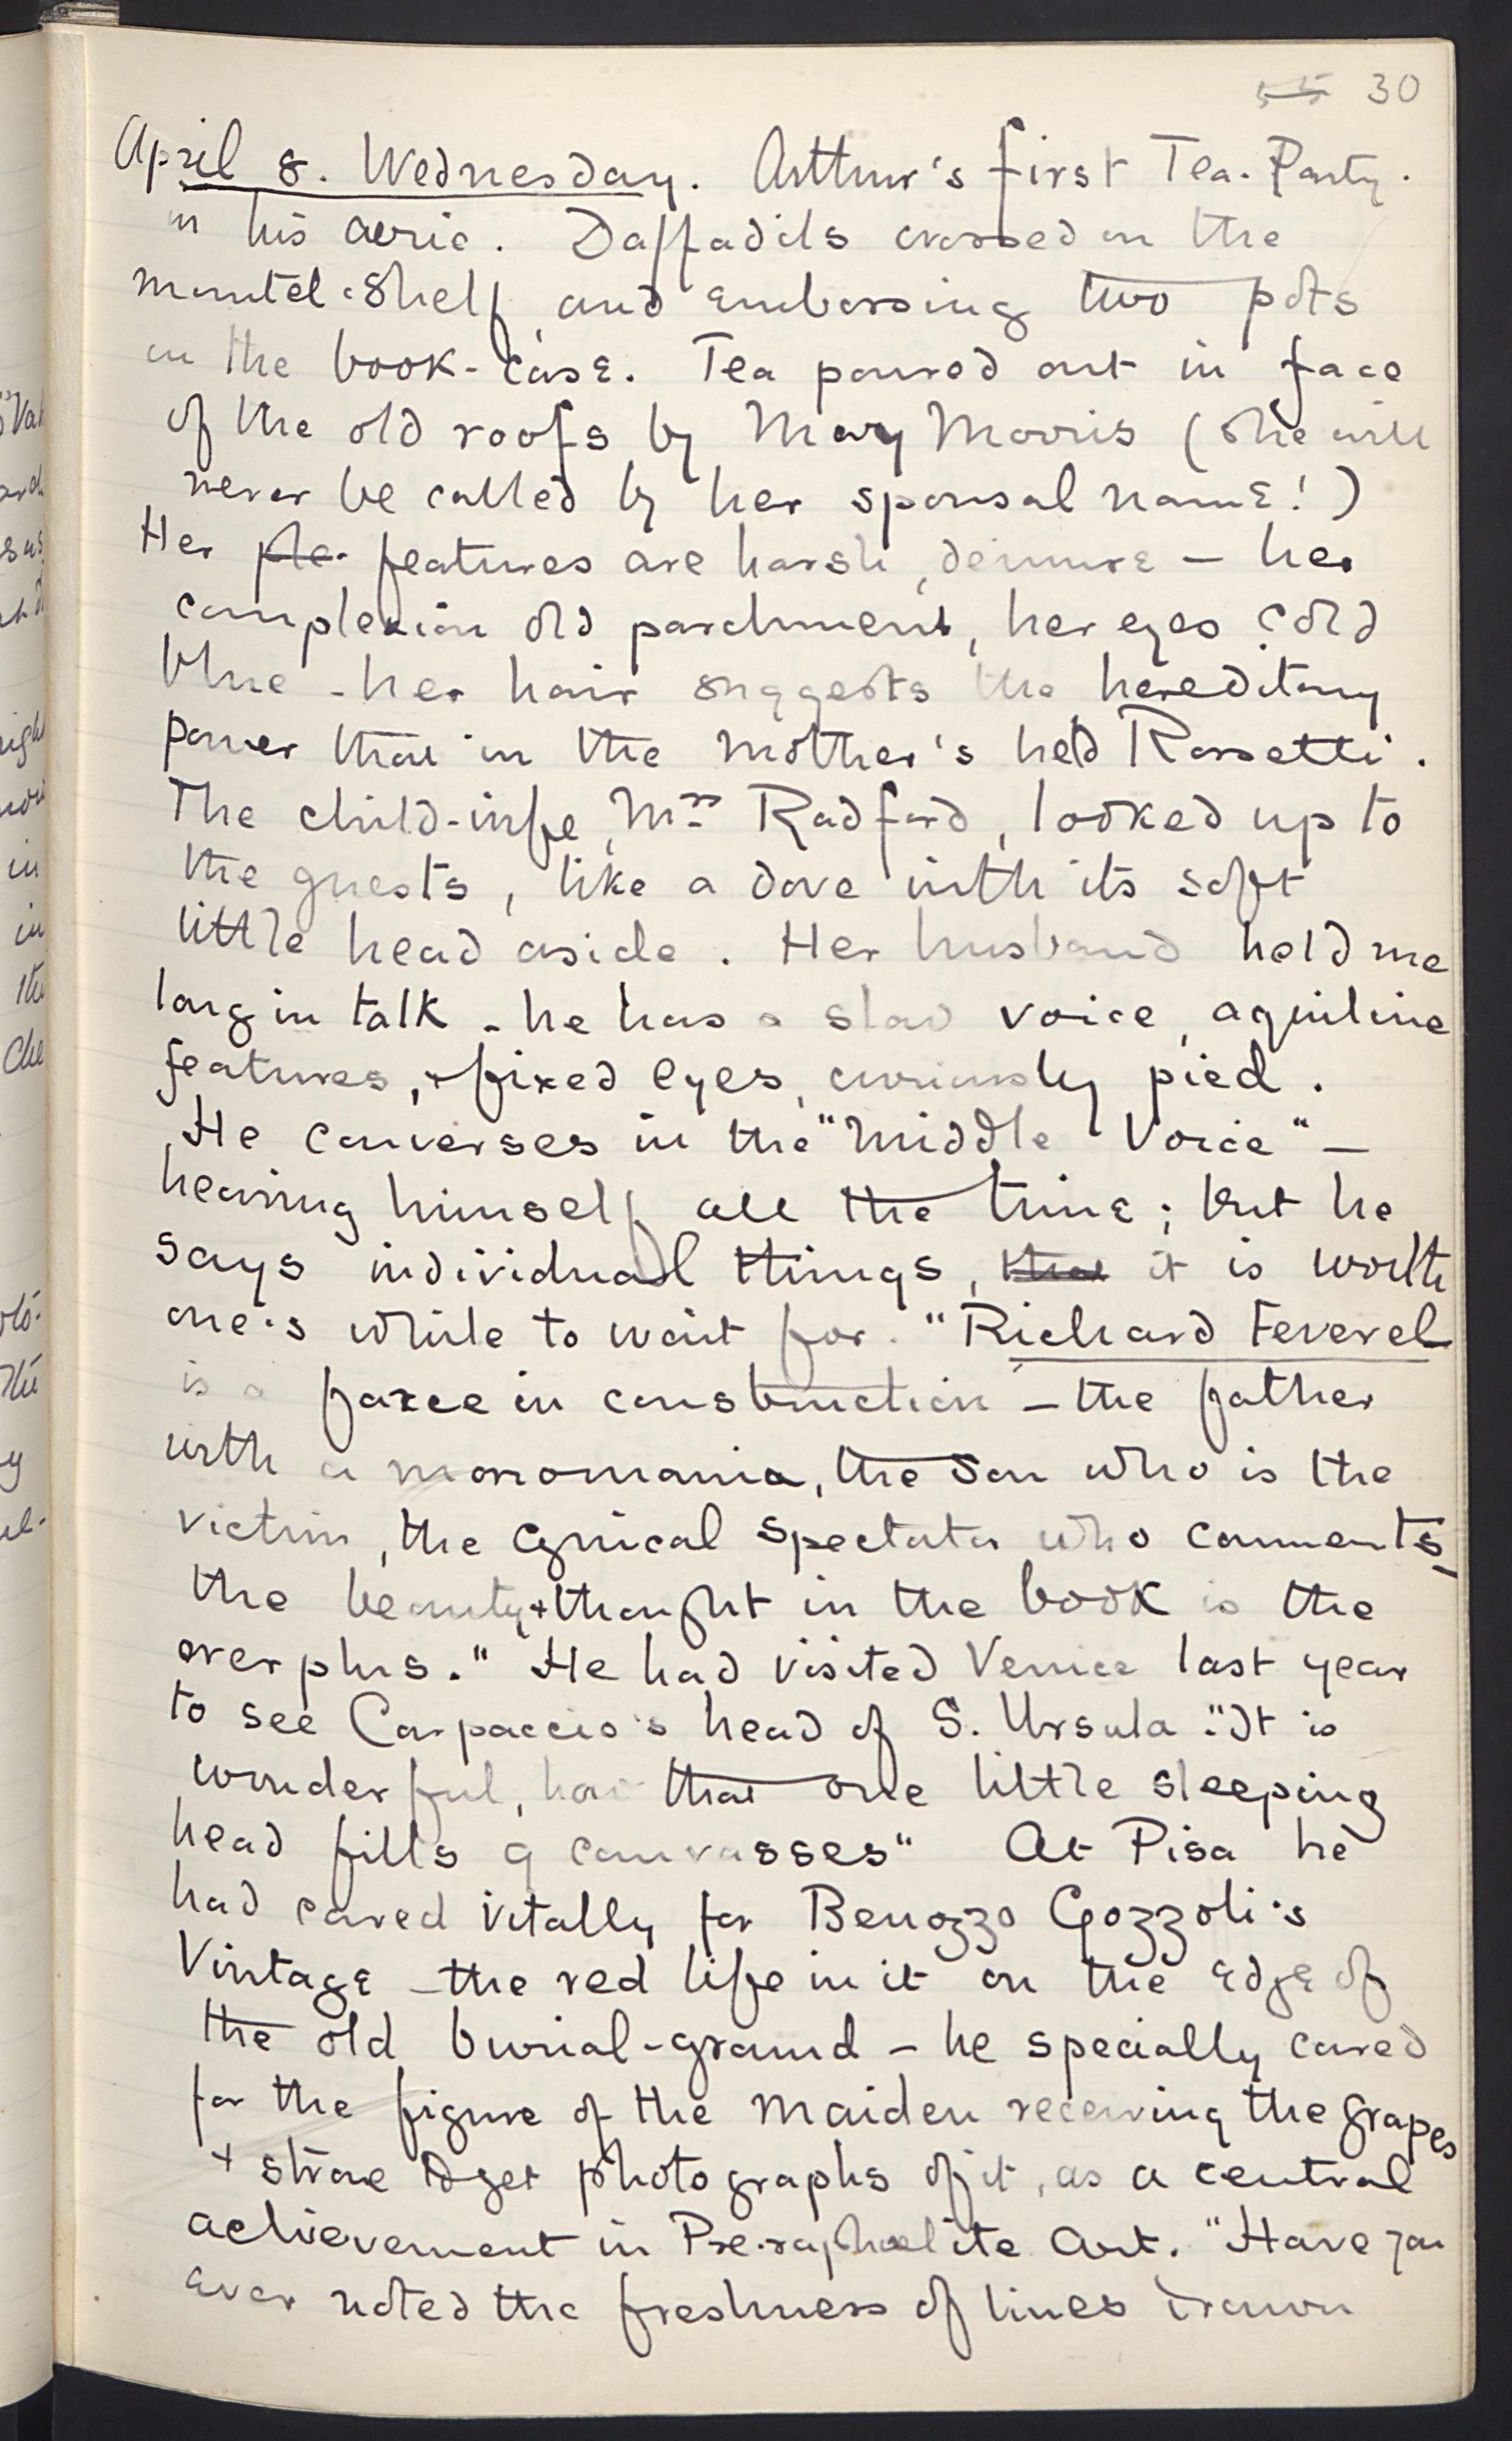 30
April 8. Wednesday. Arthur's first Tea-Party.
in his aerie. Daffadils crossed on the
mantel-shelf, and embossing two pots
on the book-case. Tea poured out in face
of the old roofs by May Morris (she will
never be called by her spousal name!)
Her features are harsh, demure – her
complexion old parchment, her eyes cold
blue – her hair suggests the hereditary
power that in the mother's held Rossetti.
The child-wife, Mrs Radford, looked up to
the guests, like a dove with its soft
little head aside. Her husband held me
long in talk – he has a slow voice, aquiline
features, + fixed eyes, curiously pied.
He converses in the "Middle Voice" –
hearing himself all the time; but he
says individual things, that it is worth
one's while to wait for. "Richard Feverel
is a farce in construction – the father
with a monomania, the son who is the
victim, the cynical spectator who comments –
the beauty + thought in the book is the
overplus." He had visited Venice last year
to see Carpaccio's head of S. Ursula. "It is
wonderful, how that one little sleeping
head fills 9 canvasses" At Pisa he
had cared vitally for Benozzo Gozzoli's
Vintage – the red life in it on the edge of
the old burial-ground – he specially cared
for the figure of the maiden receiving the grapes
+ strove to get photographs of it, as a central
achievement in Pre-raphaelite Art. "Have you
ever noted the freshness of lines drawn